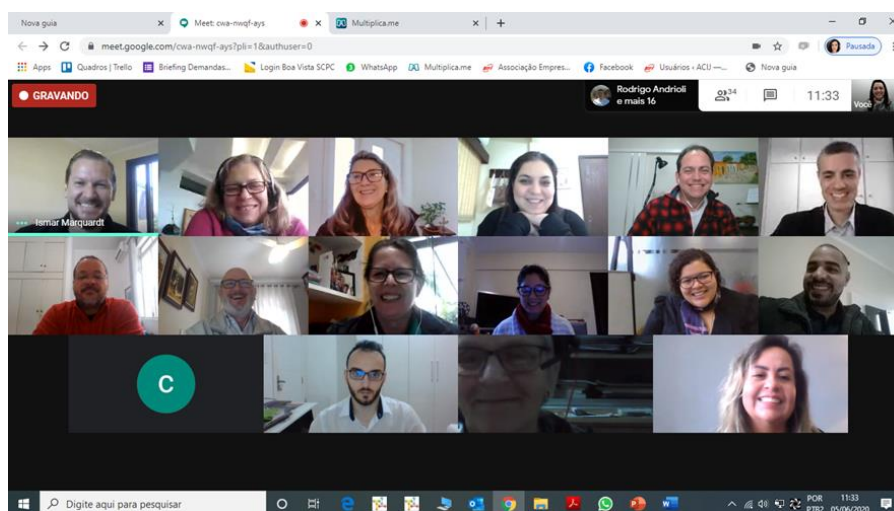 Nova guia
Meet: cwa-nwqf-ays
Multiplica.me
meet.google.com/cwa-nwqf-ays?pli=1&authuser=0
Pausada
Apps
Quadros | Trello
Briefing Demandas...
Login Boa Vista SCPC
WhatsApp
Multiplica.me
Associação Empres...
Facebook
Usuários ‹ ACIJ —...
Nova guia
GRAVANDO
Rodrigo Andrioli
e mais 16
34
11:33
Você
Ismar Marquardt
C
Digite aqui para pesquisar
POR
PTB2
11:33
05/06/2020